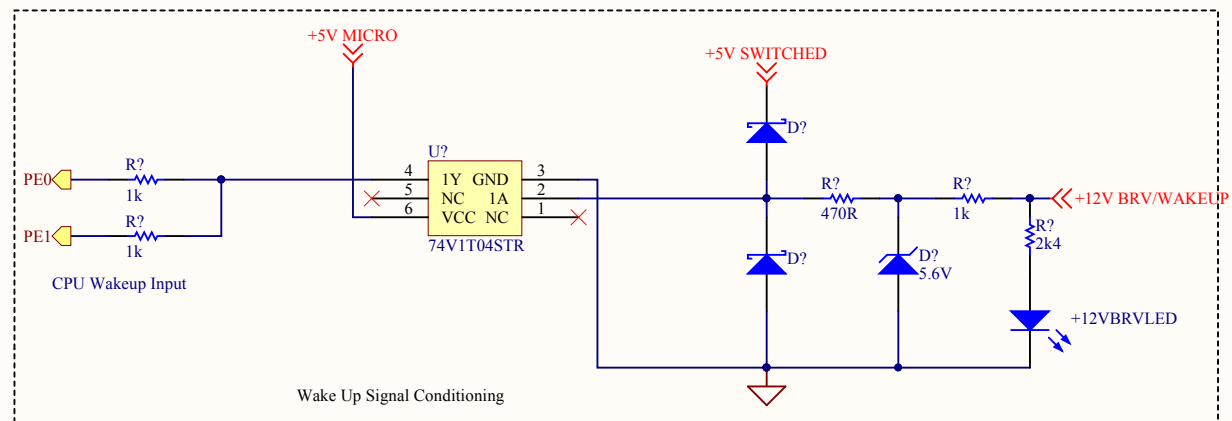 +5V MICRO
+5V SWITCHED
D?
U?
R?
PE0
1k
4
1Y
GND
3
5
NC
1A
2
6
VCC
NC
1
74V1T04STR
R?
PE1
1k
CPU Wakeup Input
R?
470R
R?
1k
+12V BRV/WAKEUP
R?
2k4
D?
D?
5.6V
+12VBRVLED
Wake Up Signal Conditioning